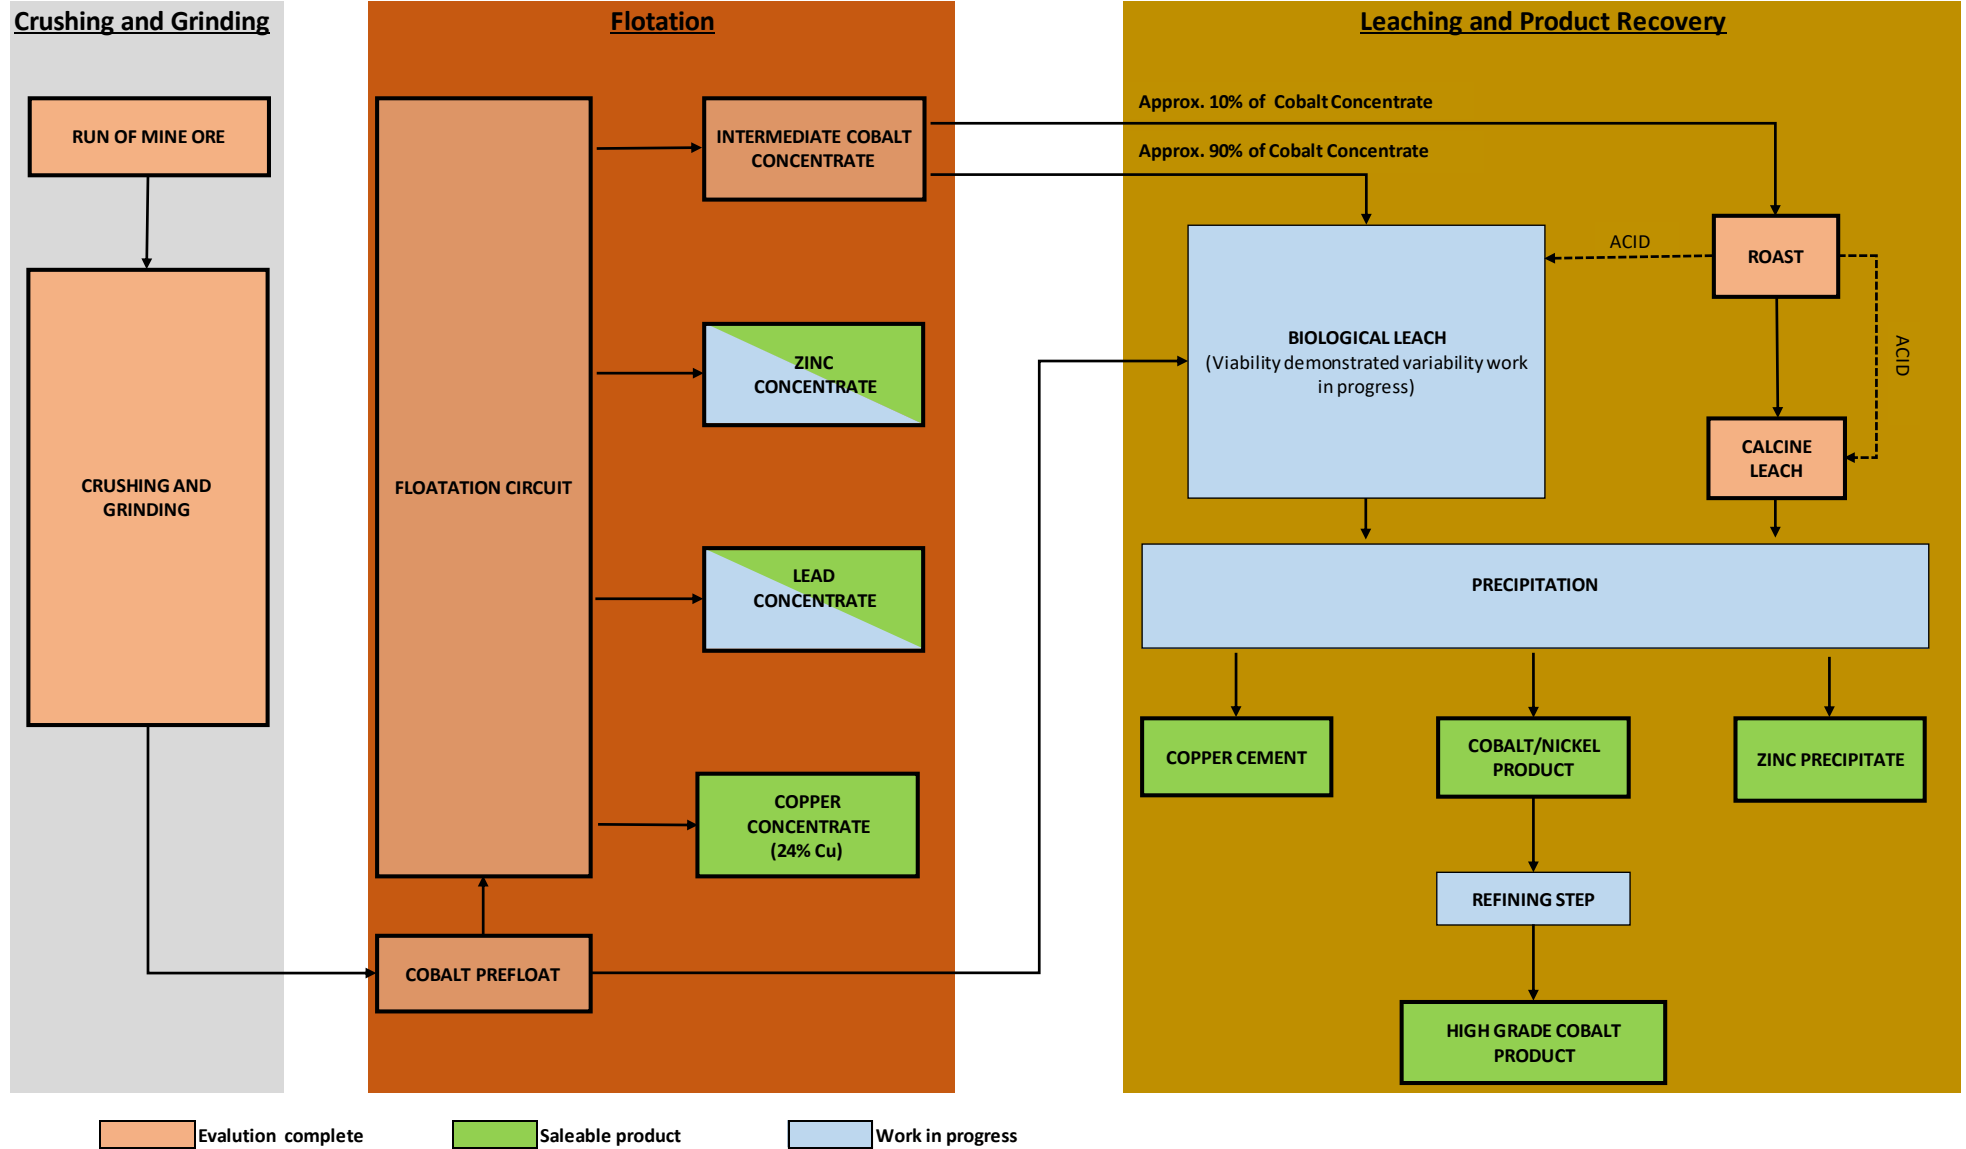 Crushing and Grinding
RUN OF MINE ORE
CRUSHING AND
GRINDING
Flotation
FLOATATION CIRCUIT
COBALT PREFLOAT
INTERMEDIATE COBALT
CONCENTRATE
ZINC
CONCENTRATE
LEAD
CONCENTRATE
COPPER
CONCENTRATE
(24% Cu)
Leaching and Product Recovery
Approx. 10% of Cobalt Concentrate
Approx. 90% of Cobalt Concentrate
ACID
ROAST
BIOLOGICAL LEACH
(Viability demonstrated variability work
in progress)
ACID
CALCINE
LEACH
PRECIPITATION
COPPER CEMENT
COBALT/NICKEL
PRODUCT
ZINC PRECIPITATE
REFINING STEP
HIGH GRADE COBALT
PRODUCT
Evalution complete
Saleable product
Work in progress